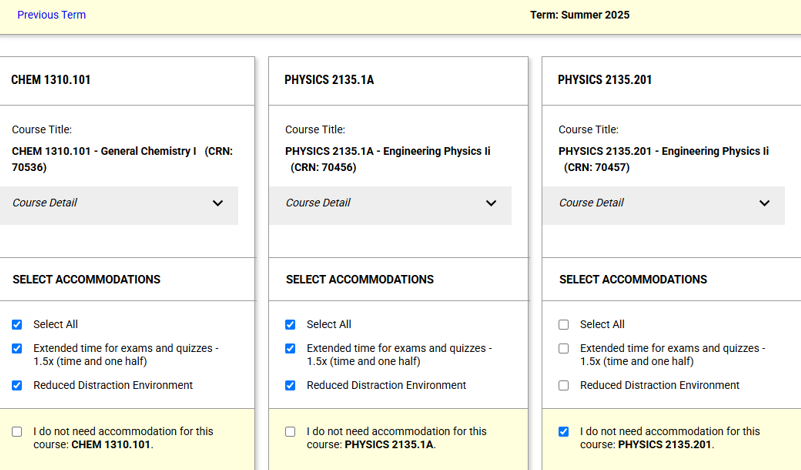 Previous Term
Term: Summer 2025
CHEM 1310.101
Course Title:
CHEM 1310.101 - General Chemistry I (CRN:
70536)
Course Detail
SELECT ACCOMMODATIONS
Select All
Extended time for exams and quizzes -
1.5x (time and one half)
Reduced Distraction Environment
I do not need accommodation for this
course: CHEM 1310.101.
PHYSICS 2135.1A
Course Title:
PHYSICS 2135.1A - Engineering Physics Ii
(CRN: 70456)
Course Detail
SELECT ACCOMMODATIONS
Select All
Extended time for exams and quizzes -
1.5x (time and one half)
Reduced Distraction Environment
I do not need accommodation for this
course: PHYSICS 2135.1A.
PHYSICS 2135.201
Course Title:
PHYSICS 2135.201 - Engineering Physics Ii
(CRN: 70457)
Course Detail
SELECT ACCOMMODATIONS
Select All
Extended time for exams and quizzes -
1.5x (time and one half)
Reduced Distraction Environment
I do not need accommodation for this
course: PHYSICS 2135.201.